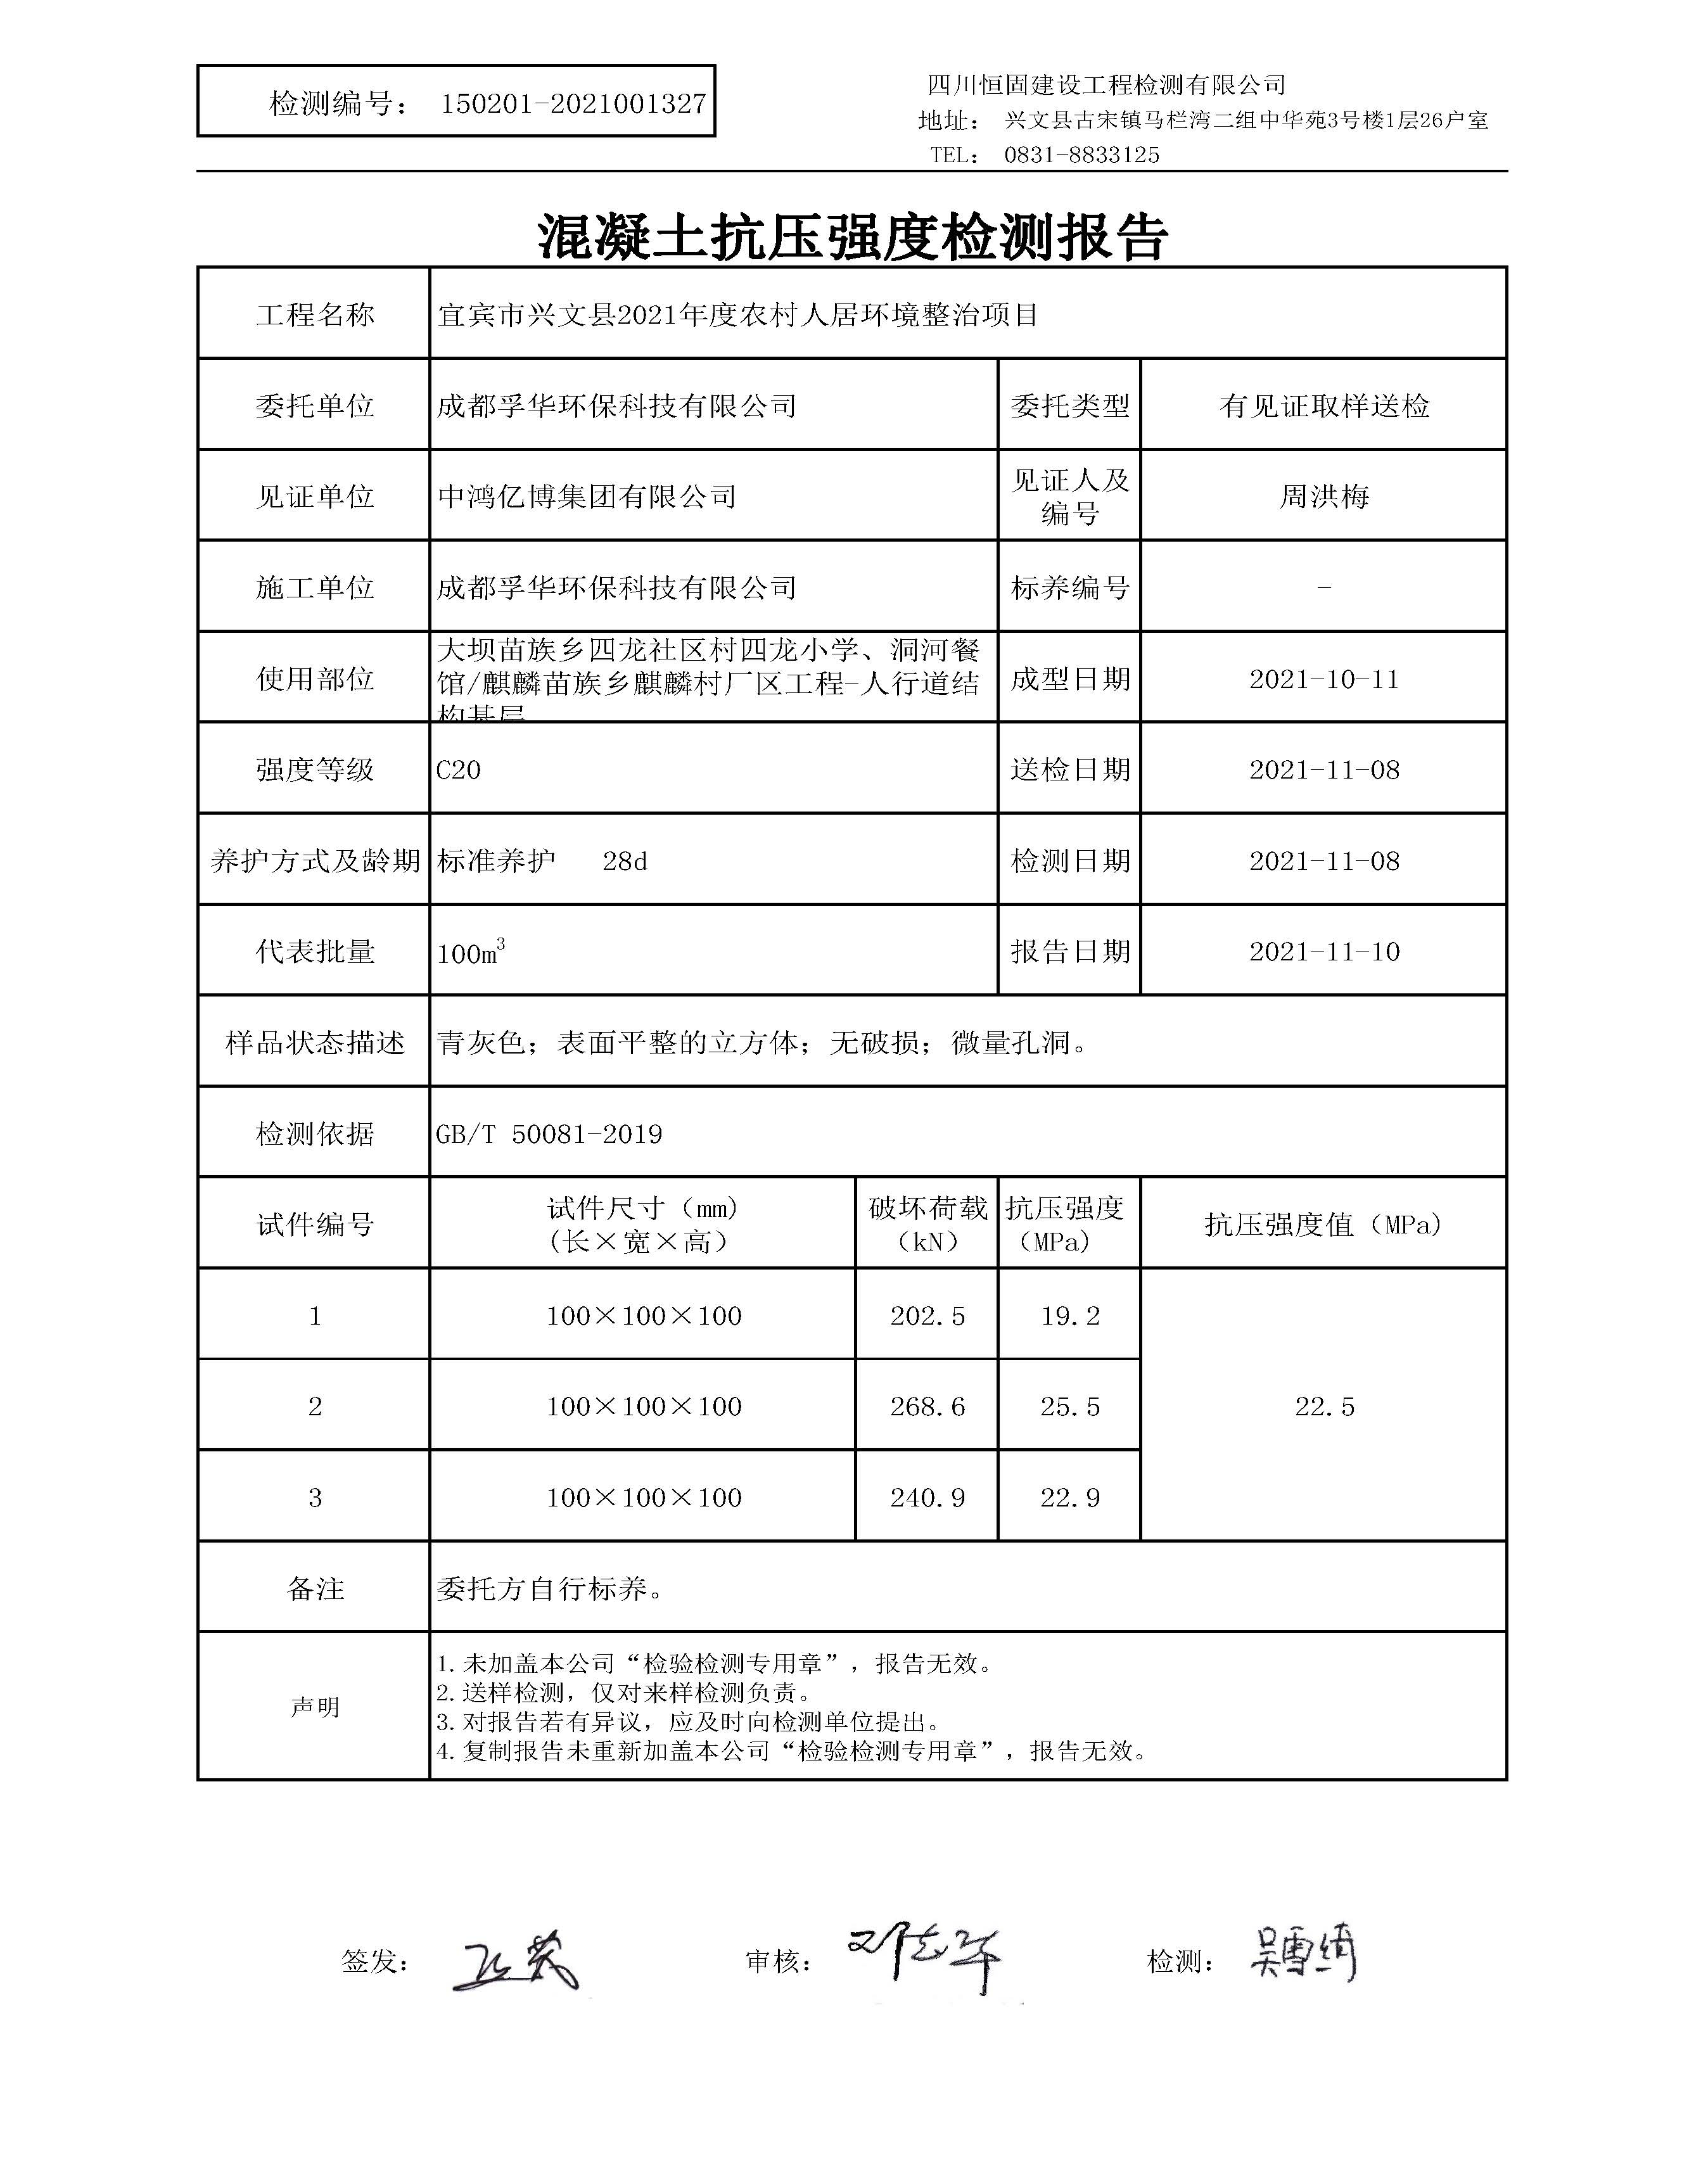 检测编号： 150201-2021001327
四川恒固建设工程检测有限公司
地址： 兴文县古宋镇马栏湾二组中华苑3号楼1层26户室
TEL： 0831-8833125
混凝土抗压强度检测报告
工程名称 宜宾市兴文县2021年度农村人居环境整治项目
委托单位 成都孚华环保科技有限公司 委托类型 有见证取样送检
见证单位 中鸿亿博集团有限公司 见证人及编号 周洪梅
施工单位 成都孚华环保科技有限公司 标养编号 -
使用部位
大坝苗族乡四龙社区村四龙小学、洞河餐
馆/麒麟苗族乡麒麟村厂区工程-人行道结
构基层
成型日期 2021-10-11
强度等级 C20 送检日期 2021-11-08
养护方式及龄期 标准养护 28d 检测日期 2021-11-08
代表批量 100m³ 报告日期 2021-11-10
样品状态描述 青灰色；表面平整的立方体；无破损；微量孔洞。
检测依据 GB/T 50081-2019
试件编号 试件尺寸（mm)(长×宽×高） 破坏荷载（kN） 抗压强度（MPa) 抗压强度值（MPa)
1 100×100×100 202.5 19.2
2 100×100×100 268.6 25.5 22.5
3 100×100×100 240.9 22.9
备注 委托方自行标养。
声明
1.未加盖本公司“检验检测专用章”，报告无效。
2.送样检测，仅对来样检测负责。
3.对报告若有异议，应及时向检测单位提出。
4.复制报告未重新加盖本公司“检验检测专用章”，报告无效。
签发： 审核： 检测： 吴雪绮